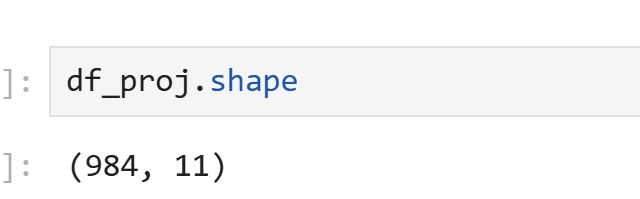 ]: df_proj.shape
]: (984, 11)